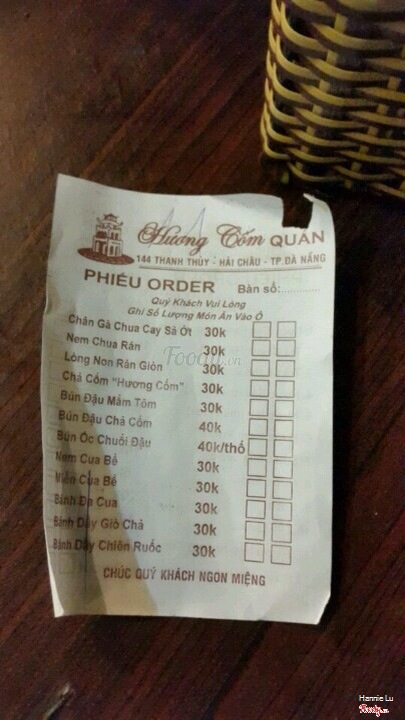 Hương Cốm QUÁN
144 THANH THỦY - HẢI CHÂU - TP.ĐÀ NẴNG
PHIẾU ORDER Bàn số:..............
Quý Khách Vui Lòng
Ghi Số Lượng Món Ăn Vào Ô
Chân Gà Chua Cay Sả Ớt 30k
Nem Chua Rán 30k
Lòng Non Rán Giòn 30k
Chả Cốm "Hương Cốm" 30k
Bún Đậu Mắm Tôm 30k
Bún Đậu Chả Cốm 40k
Bún Ốc Chuối Đậu 40k/thố
Nem Cua Bể 30k
Miến Cua Bể 30k
Bánh Đa Cua 30k
Bánh Dầy Giò Chả 30k
Bánh Dầy Chiên Ruốc 30k
CHÚC QUÝ KHÁCH NGON MIỆNG
Foody.vn
Hannie Lu
Foody.vn